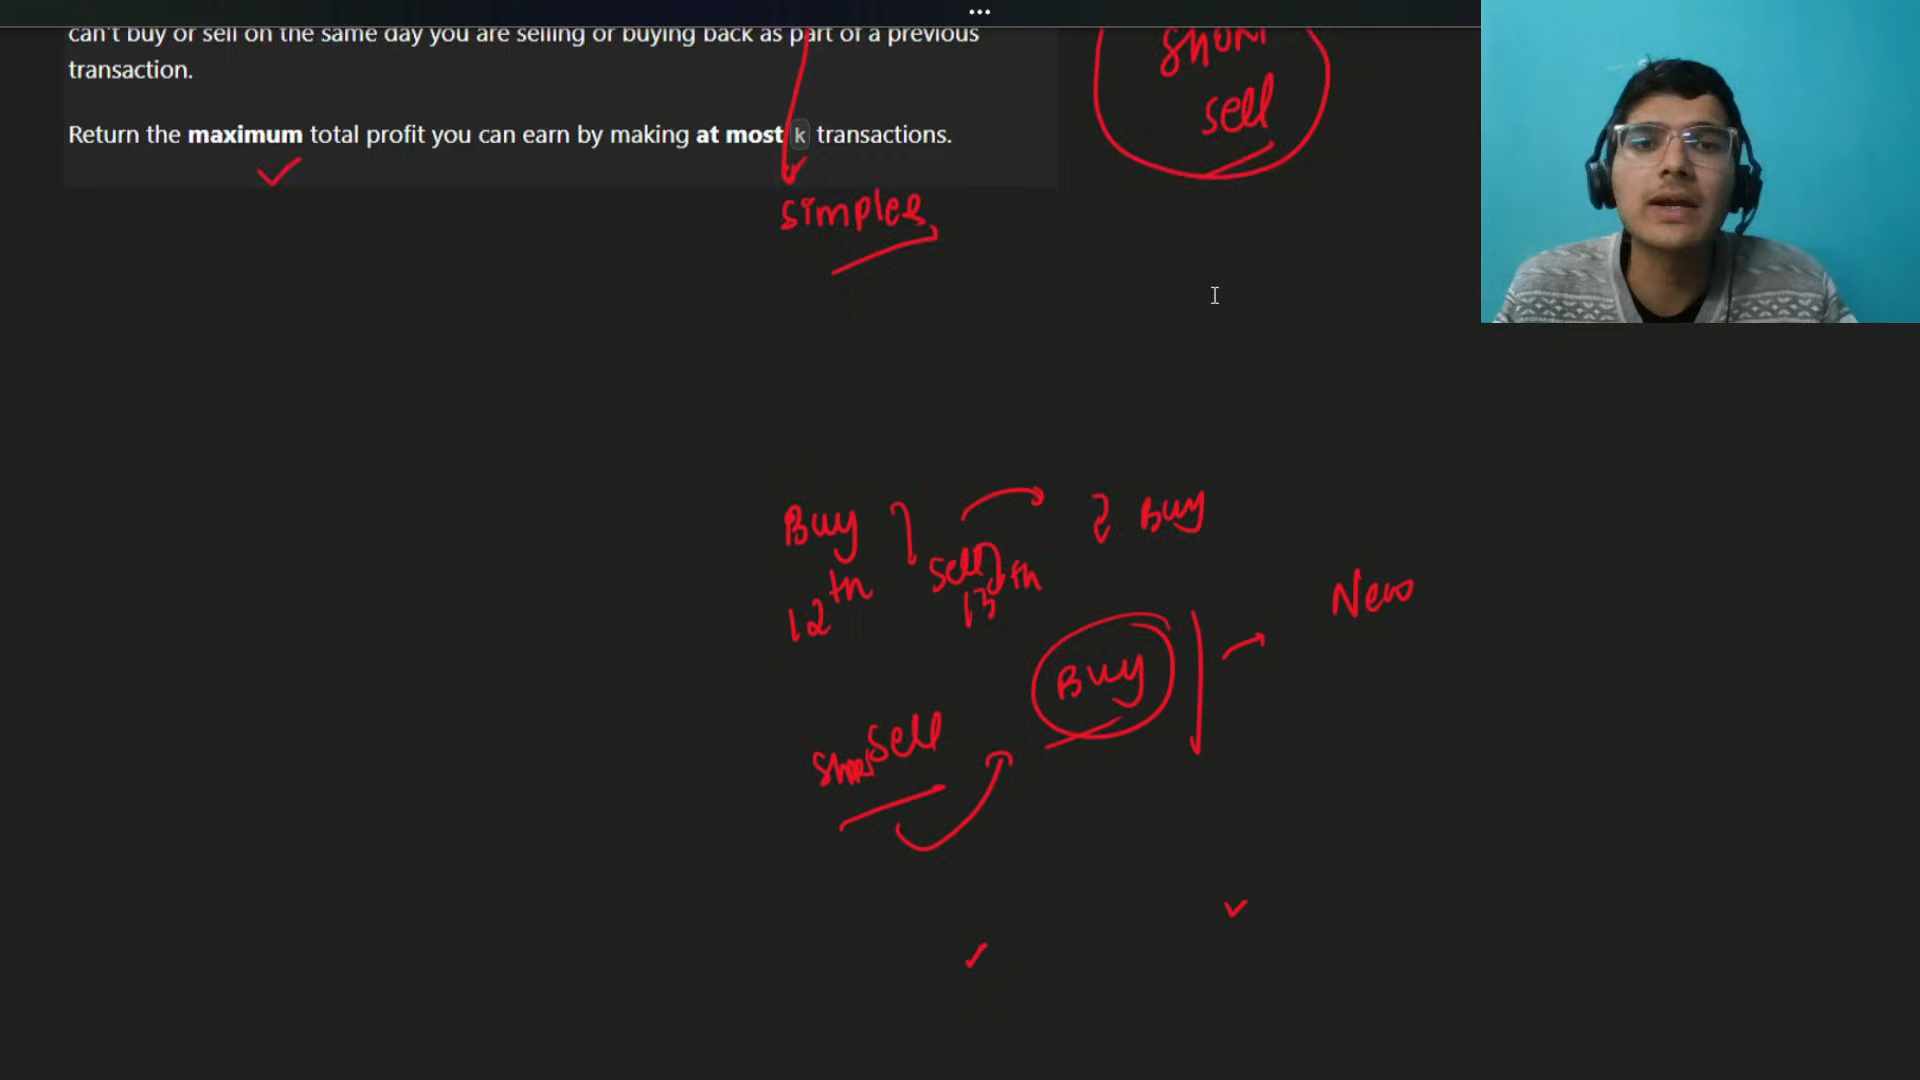 can't buy or sell on the same day you are selling or buying back as part of a previous
transaction.
Return the maximum total profit you can earn by making at most k transactions.
short
sell
simples
Buy
12th
sell
13th
Buy
Buy
New
short sell